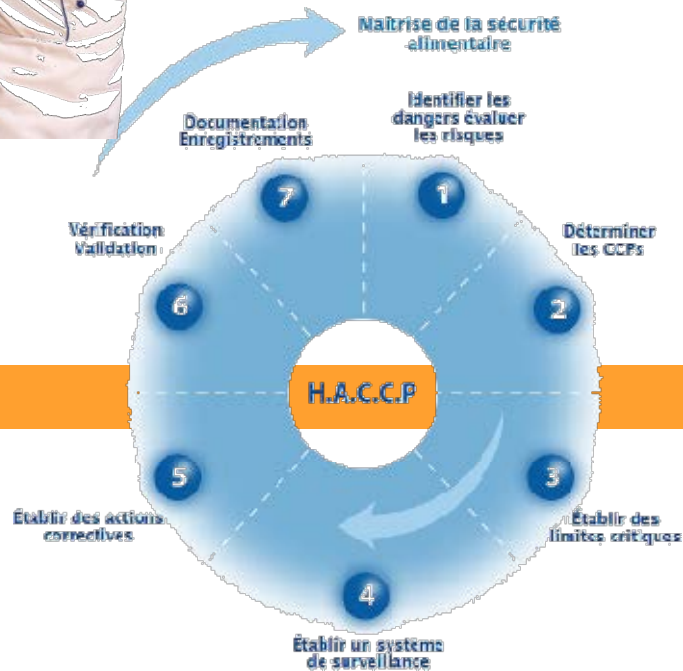 Maîtrise de la sécurité
alimentaire
Identifier les
dangers évaluer
les risques
1
Déterminer
les CCPs
2
3
Établir des
limites critiques
4
Établir un système
de surveillance
5
Établir des actions
correctives
6
Vérification
Validation
7
Documentation
Enregistrements
H.A.C.C.P